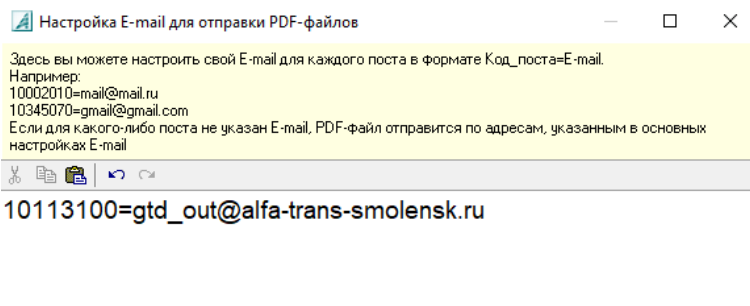 Настройка E-mail для отправки PDF-файлов
Здесь вы можете настроить свой E-mail для каждого поста в формате Код_поста=E-mail.
Например:
10002010=mail@mail.ru
10345070=gmail@gmail.com
Если для какого-либо поста не указан E-mail, PDF-файл отправится по адресам, указанным в основных
настройках E-mail
10113100=gtd_out@alfa-trans-smolensk.ru